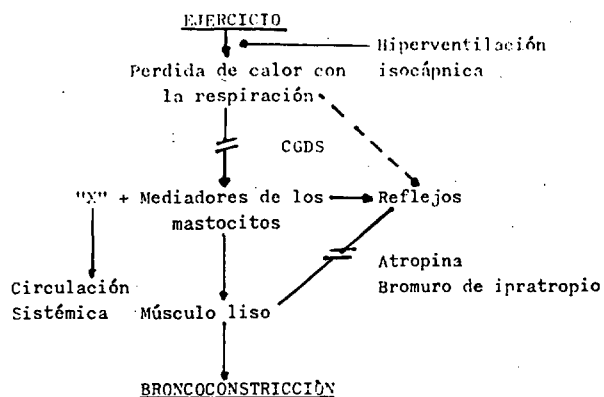 EJERCICIO
Hiperventilación
isocápnica
Perdida de calor con
la respiración
CGDS
"X" + Mediadores de los
mastocitos
Reflejos
Circulación
Sistémica
Atropina
Bromuro de ipratropio
Músculo liso
BRONCOCONSTRICCIÓN